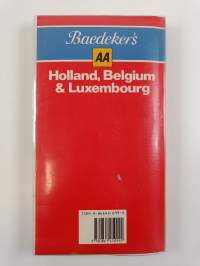 Baedeker's
AA
Holland, Belgium
& Luxembourg